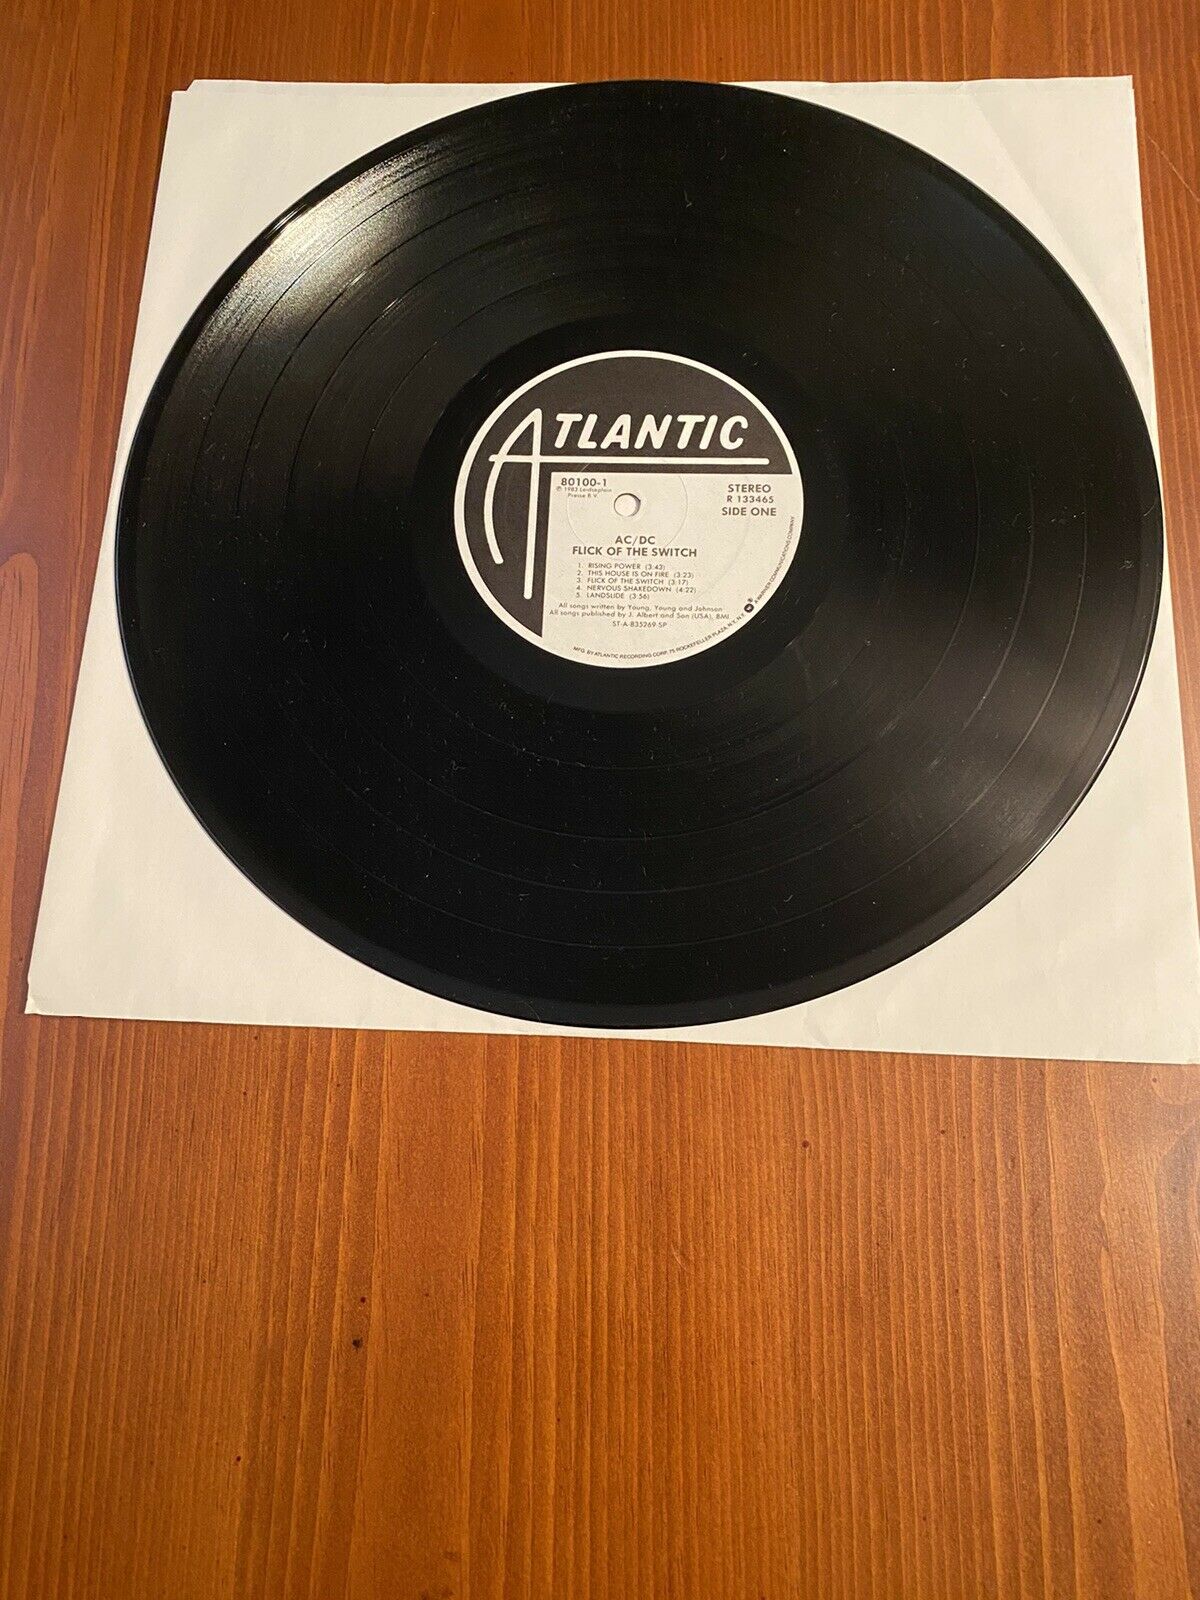 ATLANTIC
80100-1
℗ 1983 Leidseplein
Presse B.V.
STEREO
R 133465
SIDE ONE
AC/DC
FLICK OF THE SWITCH
1. RISING POWER (3:43)
2. THIS HOUSE IS ON FIRE (3:23)
3. FLICK OF THE SWITCH (3:17)
4. NERVOUS SHAKEDOWN (4:22)
5. LANDSLIDE (3:56)
All songs written by Young, Young and Johnson
All songs published by J. Albert and Son (USA), BMI
ST-A-835269-SP
MFG. BY ATLANTIC RECORDING CORP. 75 ROCKEFELLER PLAZA, N.Y., N.Y. ® A WARNER COMMUNICATIONS COMPANY